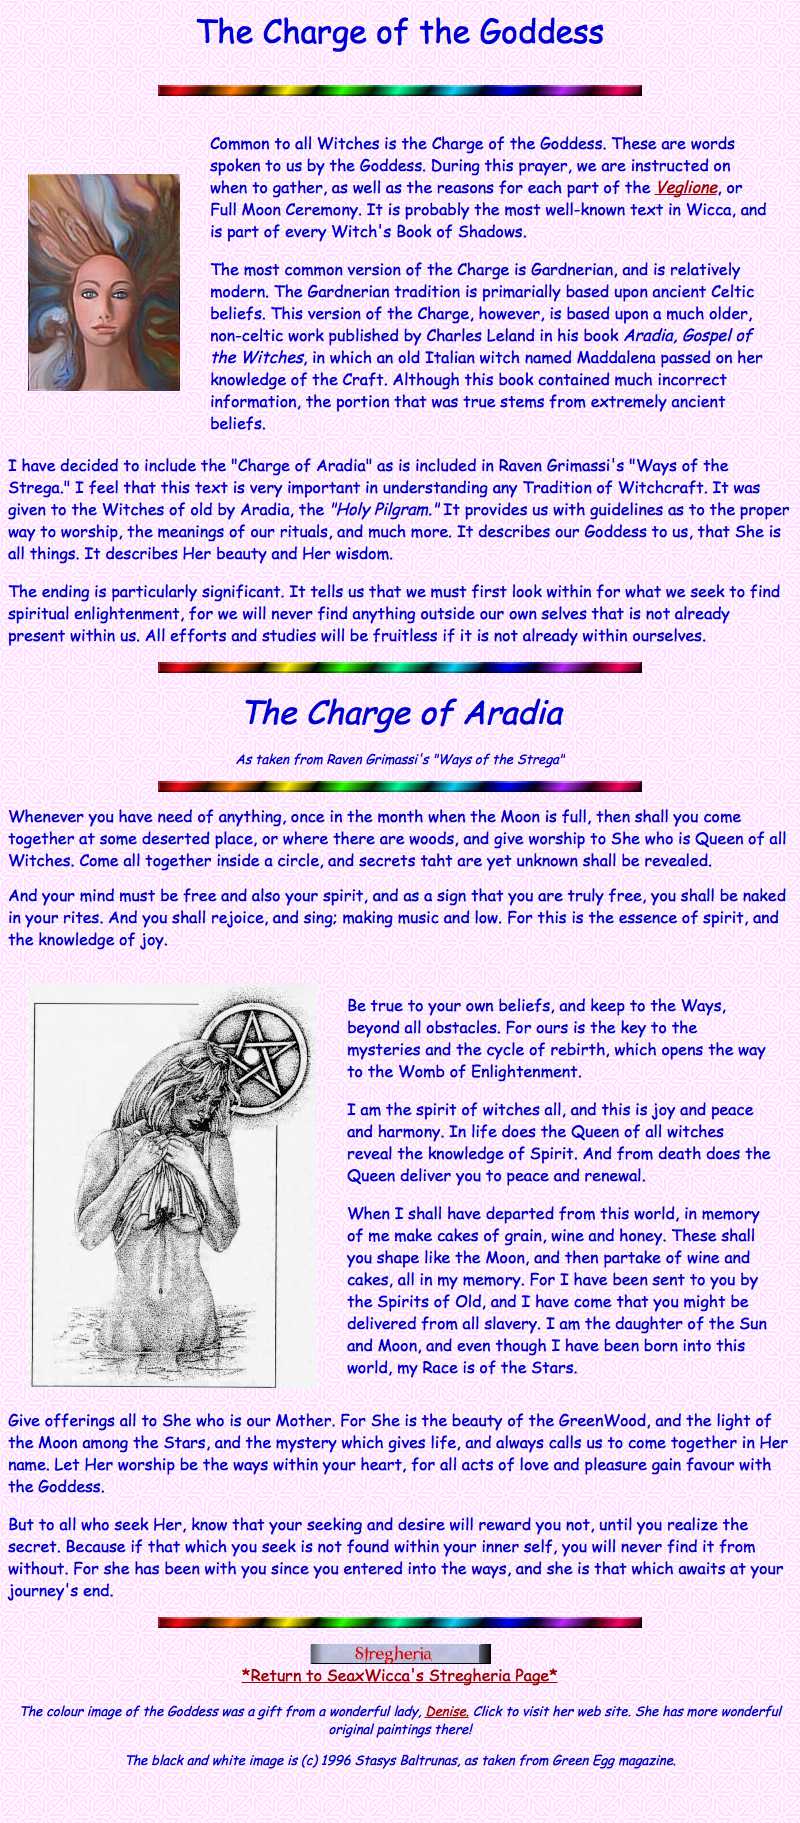 The Charge of the Goddess
Common to all Witches is the Charge of the Goddess. These are words
spoken to us by the Goddess. During this prayer, we are instructed on
when to gather, as well as the reasons for each part of the Veglione, or
Full Moon Ceremony. It is probably the most well-known text in Wicca, and
is part of every Witch's Book of Shadows.
The most common version of the Charge is Gardnerian, and is relatively
modern. The Gardnerian tradition is primarially based upon ancient Celtic
beliefs. This version of the Charge, however, is based upon a much older,
non-celtic work published by Charles Leland in his book Aradia, Gospel of
the Witches, in which an old Italian witch named Maddalena passed on her
knowledge of the Craft. Although this book contained much incorrect
information, the portion that was true stems from extremely ancient
beliefs.
I have decided to include the "Charge of Aradia" as is included in Raven Grimassi's "Ways of the
Strega." I feel that this text is very important in understanding any Tradition of Witchcraft. It was
given to the Witches of old by Aradia, the "Holy Pilgram." It provides us with guidelines as to the proper
way to worship, the meanings of our rituals, and much more. It describes our Goddess to us, that She is
all things. It describes Her beauty and Her wisdom.
The ending is particularly significant. It tells us that we must first look within for what we seek to find
spiritual enlightenment, for we will never find anything outside our own selves that is not already
present within us. All efforts and studies will be fruitless if it is not already within ourselves.
The Charge of Aradia
As taken from Raven Grimassi's "Ways of the Strega"
Whenever you have need of anything, once in the month when the Moon is full, then shall you come
together at some deserted place, or where there are woods, and give worship to She who is Queen of all
Witches. Come all together inside a circle, and secrets taht are yet unknown shall be revealed.
And your mind must be free and also your spirit, and as a sign that you are truly free, you shall be naked
in your rites. And you shall rejoice, and sing; making music and low. For this is the essence of spirit, and
the knowledge of joy.
Be true to your own beliefs, and keep to the Ways,
beyond all obstacles. For ours is the key to the
mysteries and the cycle of rebirth, which opens the way
to the Womb of Enlightenment.
I am the spirit of witches all, and this is joy and peace
and harmony. In life does the Queen of all witches
reveal the knowledge of Spirit. And from death does the
Queen deliver you to peace and renewal.
When I shall have departed from this world, in memory
of me make cakes of grain, wine and honey. These shall
you shape like the Moon, and then partake of wine and
cakes, all in my memory. For I have been sent to you by
the Spirits of Old, and I have come that you might be
delivered from all slavery. I am the daughter of the Sun
and Moon, and even though I have been born into this
world, my Race is of the Stars.
Give offerings all to She who is our Mother. For She is the beauty of the GreenWood, and the light of
the Moon among the Stars, and the mystery which gives life, and always calls us to come together in Her
name. Let Her worship be the ways within your heart, for all acts of love and pleasure gain favour with
the Goddess.
But to all who seek Her, know that your seeking and desire will reward you not, until you realize the
secret. Because if that which you seek is not found within your inner self, you will never find it from
without. For she has been with you since you entered into the ways, and she is that which awaits at your
journey's end.
Stregheria
*Return to SeaxWicca's Stregheria Page*
The colour image of the Goddess was a gift from a wonderful lady, Denise. Click to visit her web site. She has more wonderful
original paintings there!
The black and white image is (c) 1996 Stasys Baltrunas, as taken from Green Egg magazine.